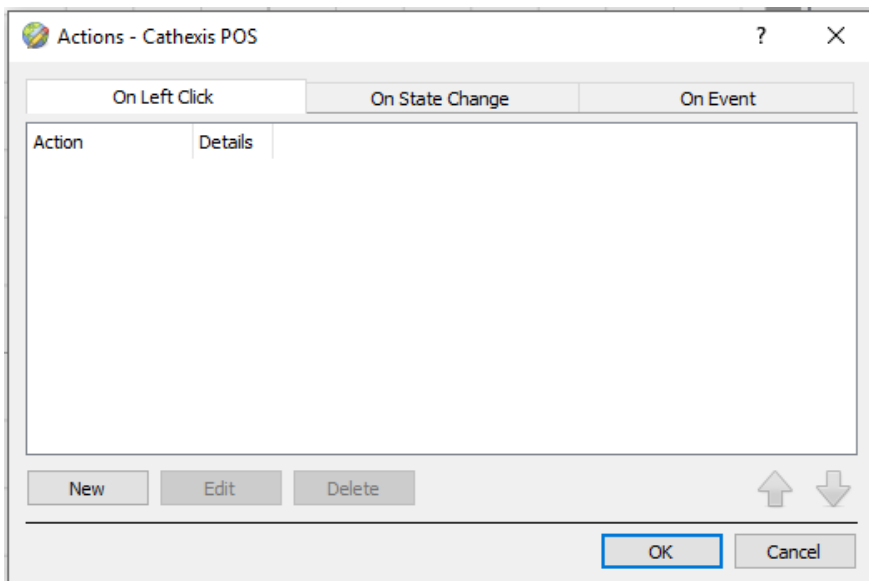 Actions - Cathexis POS ?
On Left Click On State Change On Event
Action Details
New Edit Delete
OK Cancel